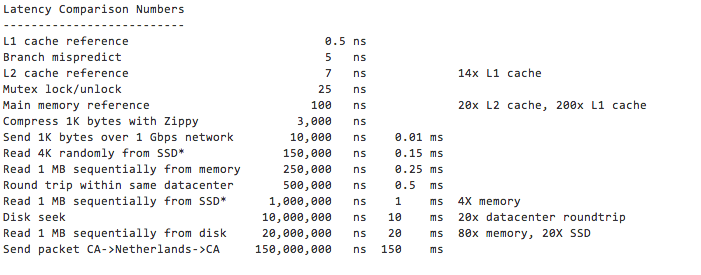 Latency Comparison Numbers
--------------------------
L1 cache reference                            0.5 ns
Branch mispredict                             5   ns
L2 cache reference                            7   ns             14x L1 cache
Mutex lock/unlock                            25   ns
Main memory reference                       100   ns             20x L2 cache, 200x L1 cache
Compress 1K bytes with Zippy              3,000   ns
Send 1K bytes over 1 Gbps network        10,000   ns    0.01 ms
Read 4K randomly from SSD*              150,000   ns    0.15 ms
Read 1 MB sequentially from memory      250,000   ns    0.25 ms
Round trip within same datacenter       500,000   ns    0.5  ms
Read 1 MB sequentially from SSD*      1,000,000   ns    1    ms  4X memory
Disk seek                            10,000,000   ns   10    ms  20x datacenter roundtrip
Read 1 MB sequentially from disk     20,000,000   ns   20    ms  80x memory, 20X SSD
Send packet CA->Netherlands->CA     150,000,000   ns  150    ms